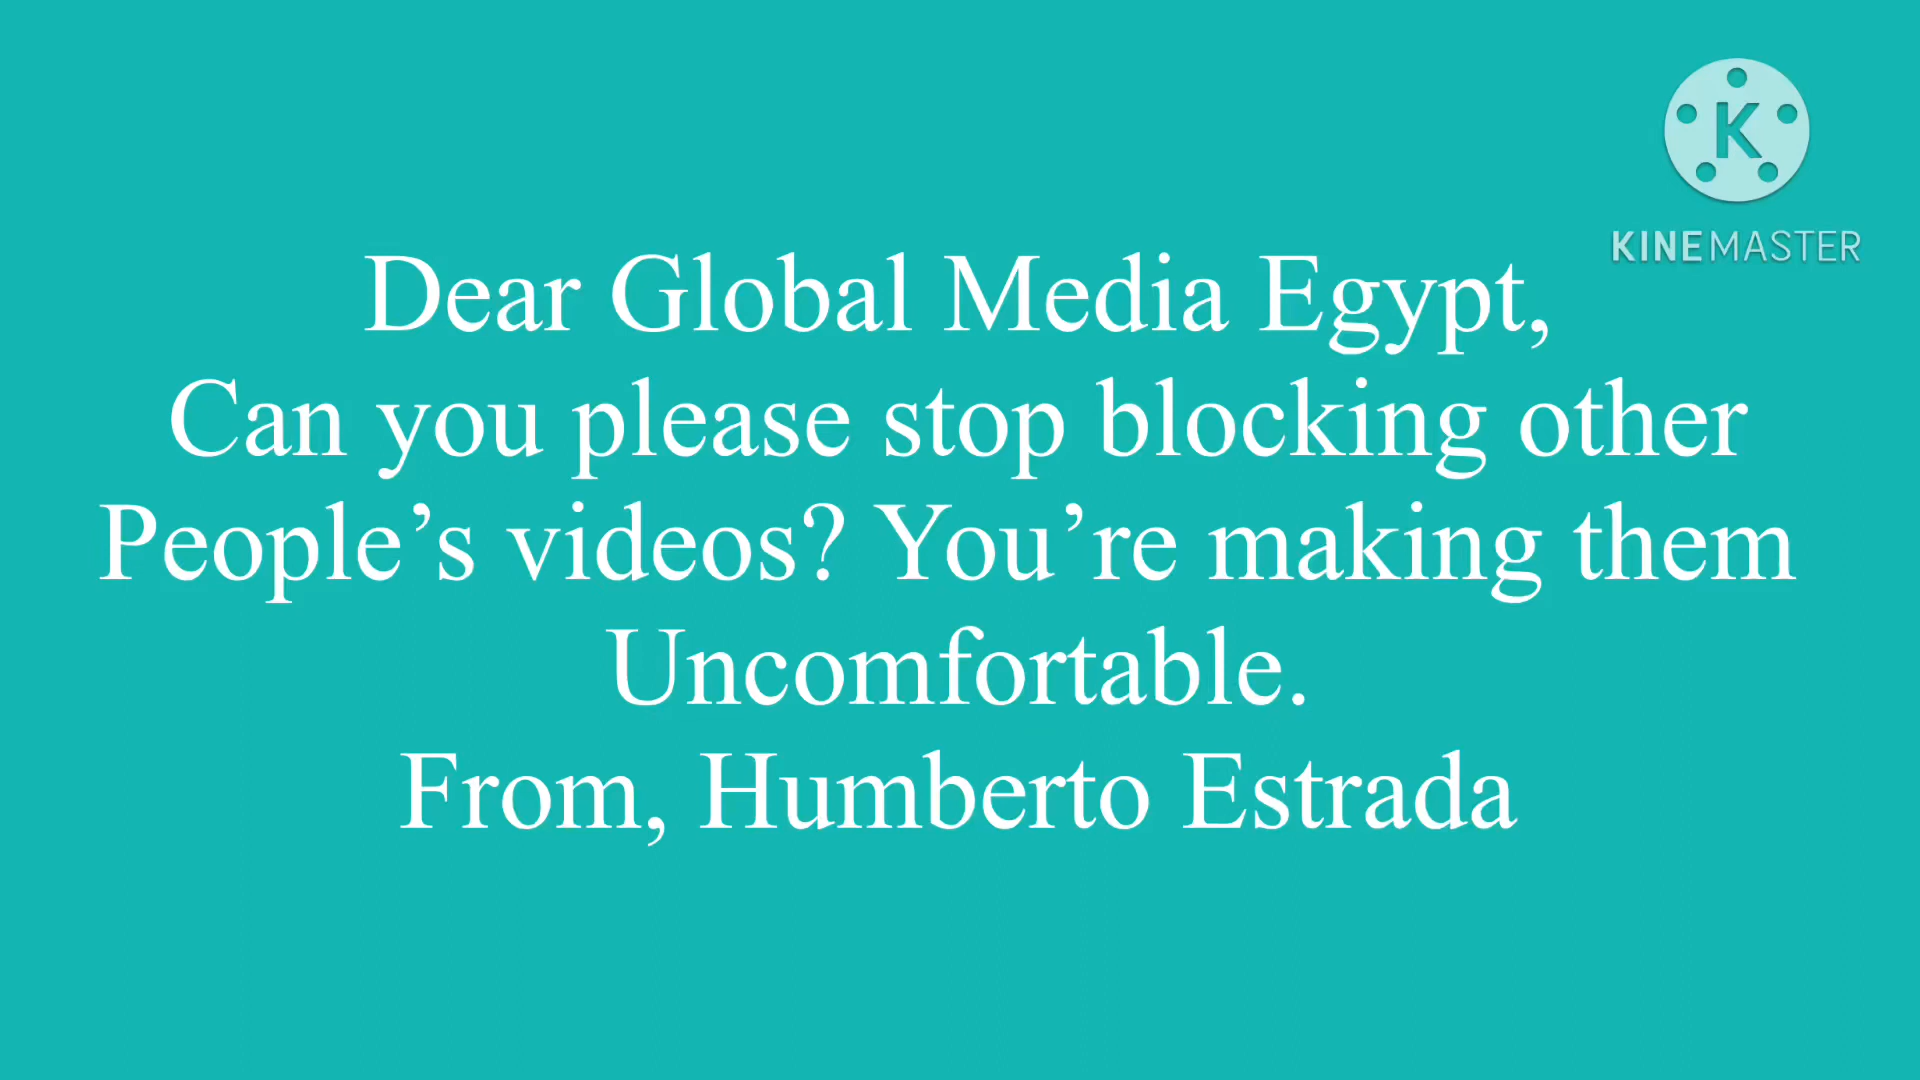 K
KINEMASTER
Dear Global Media Egypt,
Can you please stop blocking other
People’s videos? You’re making them
Uncomfortable.
From, Humberto Estrada